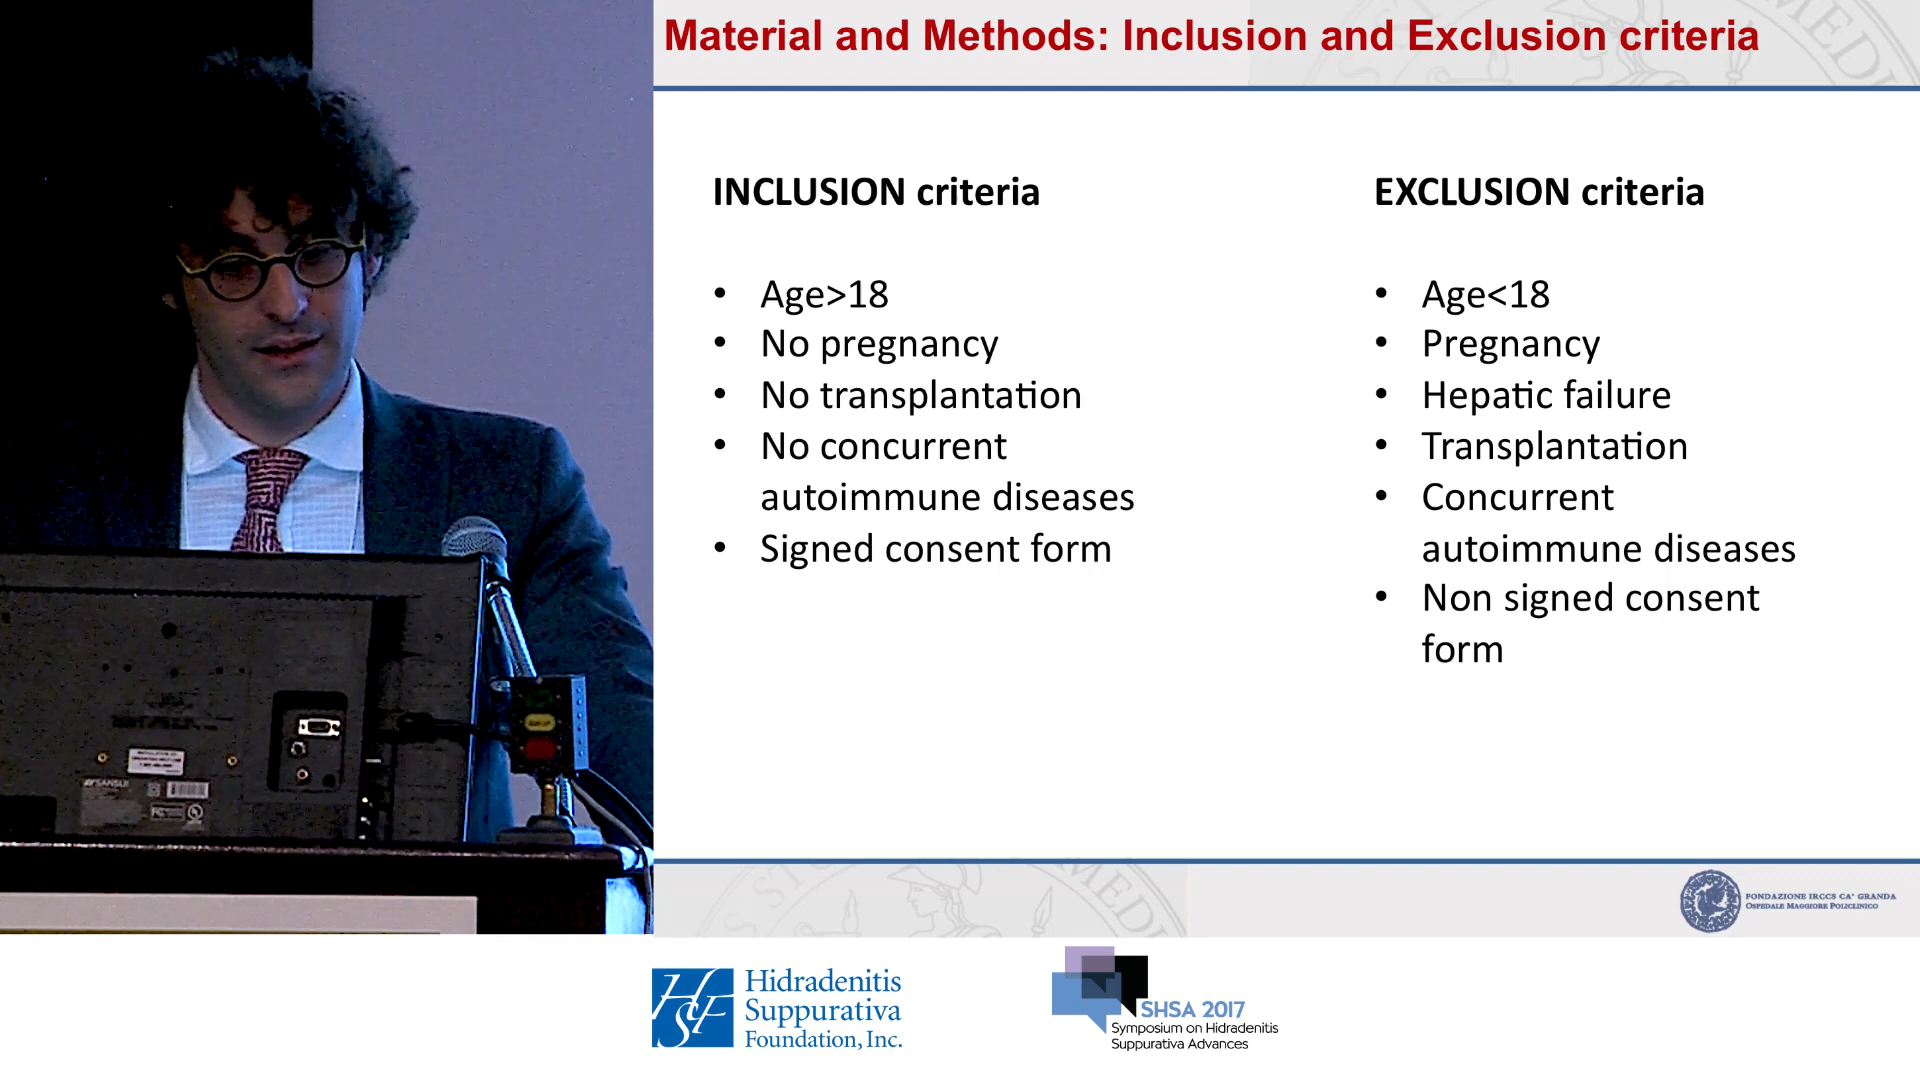 Material and Methods: Inclusion and Exclusion criteria
INCLUSION criteria
• Age>18
• No pregnancy
• No transplantation
• No concurrent
autoimmune diseases
• Signed consent form
EXCLUSION criteria
• Age<18
• Pregnancy
• Hepatic failure
• Transplantation
• Concurrent
autoimmune diseases
• Non signed consent
form
FONDAZIONE IRCCS CA' GRANDA
OSPEDALE MAGGIORE POLICLINICO
SANSUI
HSF
Hidradenitis
Suppurativa
Foundation, Inc.
SHSA 2017
Symposium on Hidradenitis
Suppurativa Advances